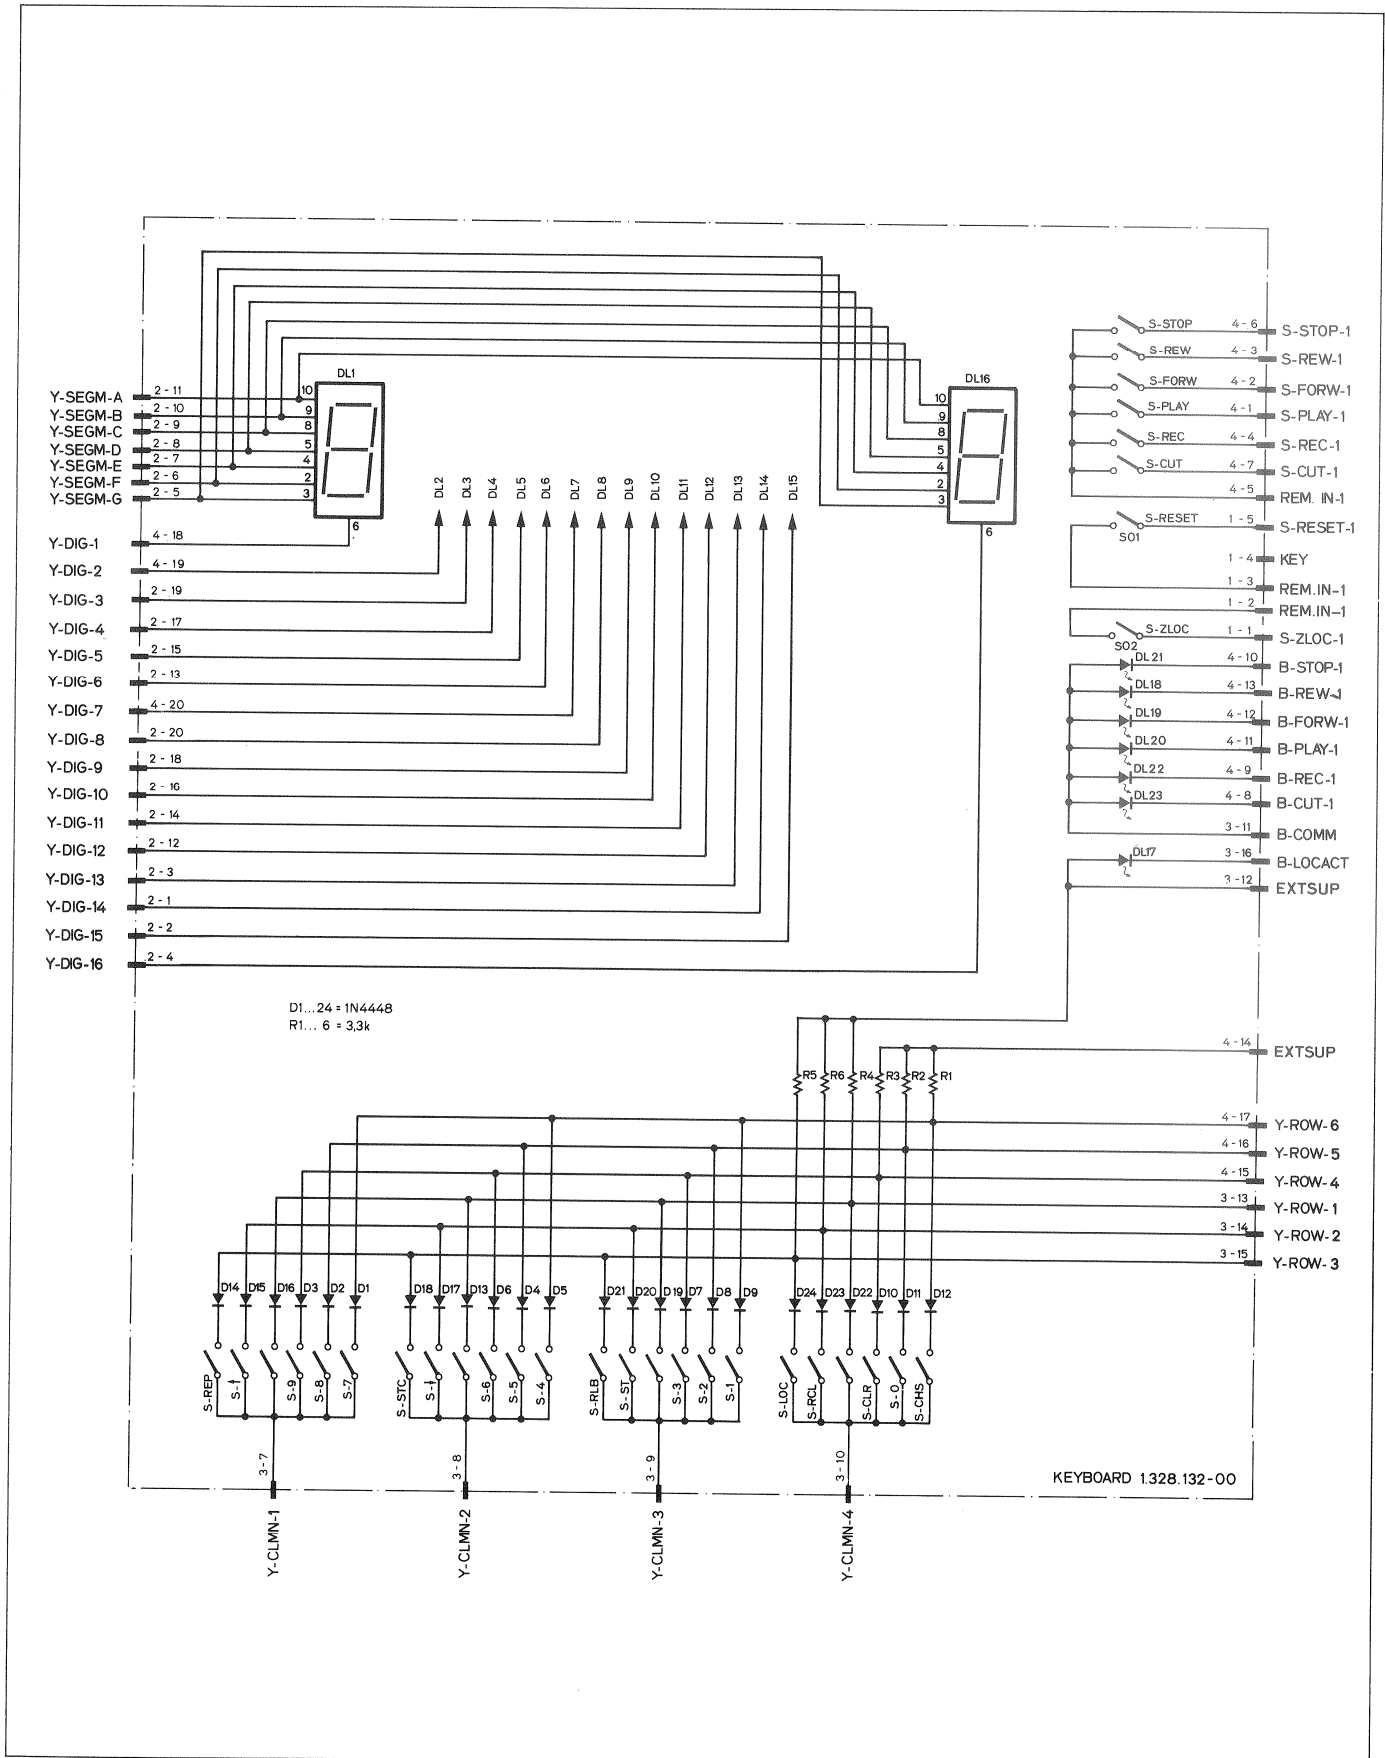 DL1
DL16
Y-SEGM-A 2 - 11 10
Y-SEGM-B 2 - 10 9
Y-SEGM-C 2 - 9 8
Y-SEGM-D 2 - 8 5
Y-SEGM-E 2 - 7 4
Y-SEGM-F 2 - 6 2
Y-SEGM-G 2 - 5 3
6
10
9
8
5
4
2
3
6
DL2 DL3 DL4 DL5 DL6 DL7 DL8 DL9 DL10 DL11 DL12 DL13 DL14 DL15
Y-DIG-1 4 - 18
Y-DIG-2 4 - 19
Y-DIG-3 2 - 19
Y-DIG-4 2 - 17
Y-DIG-5 2 - 15
Y-DIG-6 2 - 13
Y-DIG-7 4 - 20
Y-DIG-8 2 - 20
Y-DIG-9 2 - 18
Y-DIG-10 2 - 16
Y-DIG-11 2 - 14
Y-DIG-12 2 - 12
Y-DIG-13 2 - 3
Y-DIG-14 2 - 1
Y-DIG-15 2 - 2
Y-DIG-16 2 - 4
S-STOP 4 - 6 S-STOP-1
S-REW 4 - 3 S-REW-1
S-FORW 4 - 2 S-FORW-1
S-PLAY 4 - 1 S-PLAY-1
S-REC 4 - 4 S-REC-1
S-CUT 4 - 7 S-CUT-1
4 - 5 REM. IN-1
S-RESET 1 - 5 S-RESET-1
S01
1 - 4 KEY
1 - 3 REM.IN-1
1 - 2 REM.IN-1
S-ZLOC 1 - 1 S-ZLOC-1
S02
DL21 4 - 10 B-STOP-1
DL18 4 - 13 B-REW-1
DL19 4 - 12 B-FORW-1
DL20 4 - 11 B-PLAY-1
DL22 4 - 9 B-REC-1
DL23 4 - 8 B-CUT-1
3 - 11 B-COMM
DL17 3 - 16 B-LOCACT
3 - 12 EXTSUP
D1...24 = 1N4448
R1... 6 = 3,3k
4 - 14 EXTSUP
R5 R6 R4 R3 R2 R1
4 - 17 Y-ROW-6
4 - 16 Y-ROW-5
4 - 15 Y-ROW-4
3 - 13 Y-ROW-1
3 - 14 Y-ROW-2
3 - 15 Y-ROW-3
D14 D15 D16 D3 D2 D1 D18 D17 D13 D6 D4 D5 D21 D20 D19 D7 D8 D9 D24 D23 D22 D10 D11 D12
S-REP S-↑ S-9 S-8 S-7 S-STC S-↓ S-6 S-5 S-4 S-RLB S-ST S-3 S-2 S-1 S-LOC S-RCL S-CLR S-0 S-CHS
3 - 7 3 - 8 3 - 9 3 - 10
KEYBOARD 1.328.132-00
Y-CLMN-1 Y-CLMN-2 Y-CLMN-3 Y-CLMN-4